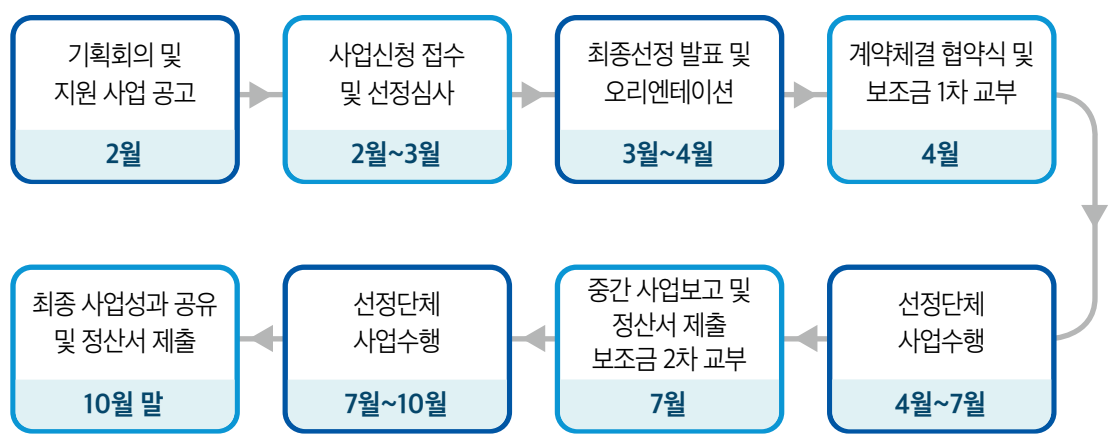 기획회의 및
지원 사업 공고
2월
사업신청 접수
및 선정심사
2월~3월
최종선정 발표 및
오리엔테이션
3월~4월
계약체결 협약식 및
보조금 1차 교부
4월
선정단체
사업수행
4월~7월
중간 사업보고 및
정산서 제출
보조금 2차 교부
7월
선정단체
사업수행
7월~10월
최종 사업성과 공유
및 정산서 제출
10월 말